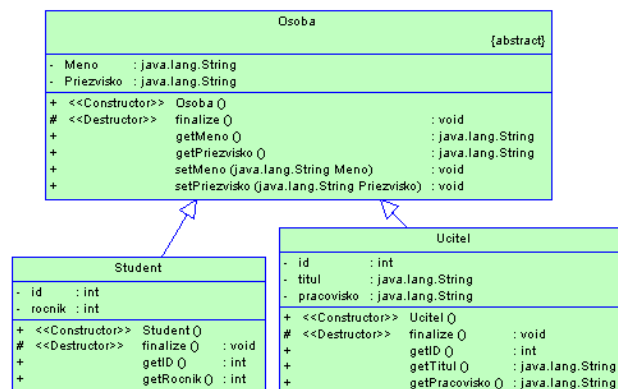 Osoba
{abstract}
- Meno : java.lang.String
- Priezvisko : java.lang.String
+ <<Constructor>> Osoba ()
# <<Destructor>> finalize () : void
+ getMeno () : java.lang.String
+ getPriezvisko () : java.lang.String
+ setMeno (java.lang.String Meno) : void
+ setPriezvisko (java.lang.String Priezvisko) : void
Student
- id : int
- rocnik : int
+ <<Constructor>> Student ()
# <<Destructor>> finalize () : void
+ getID () : int
+ getRocnik () : int
Ucitel
- id : int
- titul : java.lang.String
- pracovisko : java.lang.String
+ <<Constructor>> Ucitel ()
# <<Destructor>> finalize () : void
+ getID () : int
+ getTitul () : java.lang.String
+ getPracovisko () : java.lang.String